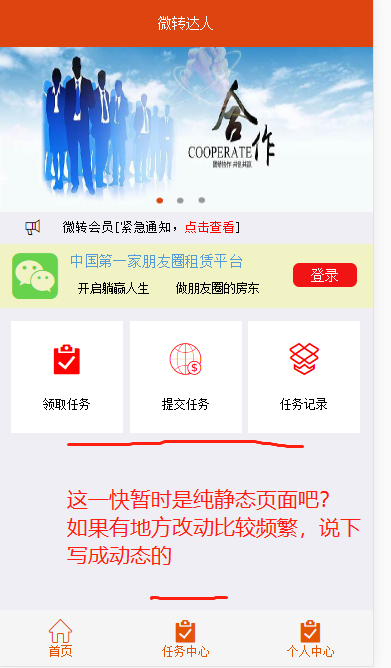 微转达人
合作
COOPERATE
微转会员[紧急通知，点击查看]
中国第一家朋友圈租赁平台
开启躺赢人生 做朋友圈的房东
登录
领取任务 提交任务 任务记录
这一快暂时是纯静态页面吧?
如果有地方改动比较频繁，说下
写成动态的
首页 任务中心 个人中心